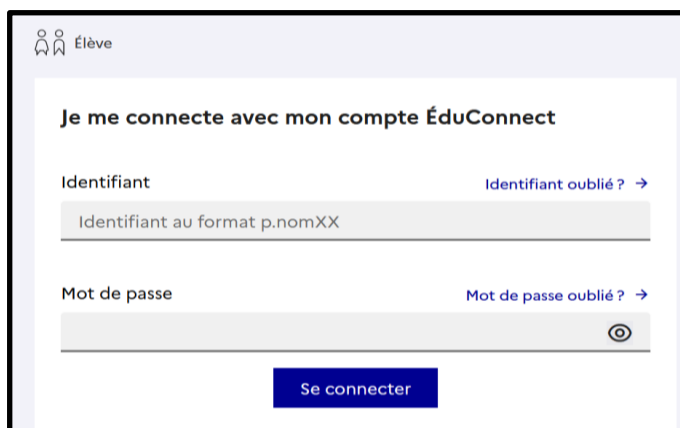 Élève
Je me connecte avec mon compte ÉduConnect
Identifiant
Identifiant oublié ? →
Identifiant au format p.nomXX
Mot de passe
Mot de passe oublié ? →
Se connecter